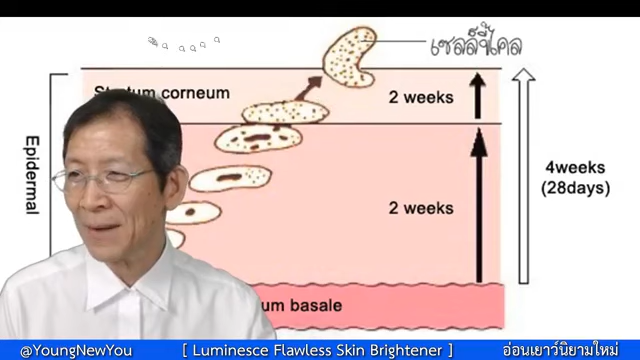 เซลล์ขี้ไคล
Stratum corneum
2 weeks
Epidermal
4weeks
(28days)
2 weeks
um basale
@YoungNewYou [ Luminesce Flawless Skin Brightener ] อ่อนเยาว์นิยามใหม่